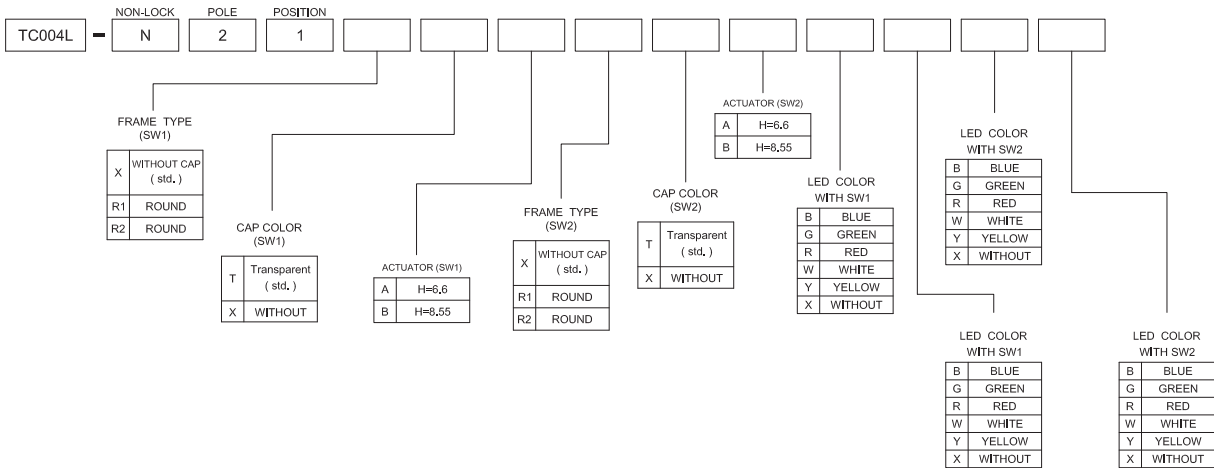 NON-LOCK POLE POSITION
TC004L - N 2 1
FRAME TYPE
(SW1)
X WITHOUT CAP
( std. )
R1 ROUND
R2 ROUND
CAP COLOR
(SW1)
T Transparent
( std. )
X WITHOUT
ACTUATOR (SW1)
A H=6.6
B H=8.55
FRAME TYPE
(SW2)
X WITHOUT CAP
( std. )
R1 ROUND
R2 ROUND
CAP COLOR
(SW2)
T Transparent
( std. )
X WITHOUT
ACTUATOR (SW2)
A H=6.6
B H=8.55
LED COLOR
WITH SW1
B BLUE
G GREEN
R RED
W WHITE
Y YELLOW
X WITHOUT
LED COLOR
WITH SW1
B BLUE
G GREEN
R RED
W WHITE
Y YELLOW
X WITHOUT
LED COLOR
WITH SW2
B BLUE
G GREEN
R RED
W WHITE
Y YELLOW
X WITHOUT
LED COLOR
WITH SW2
B BLUE
G GREEN
R RED
W WHITE
Y YELLOW
X WITHOUT